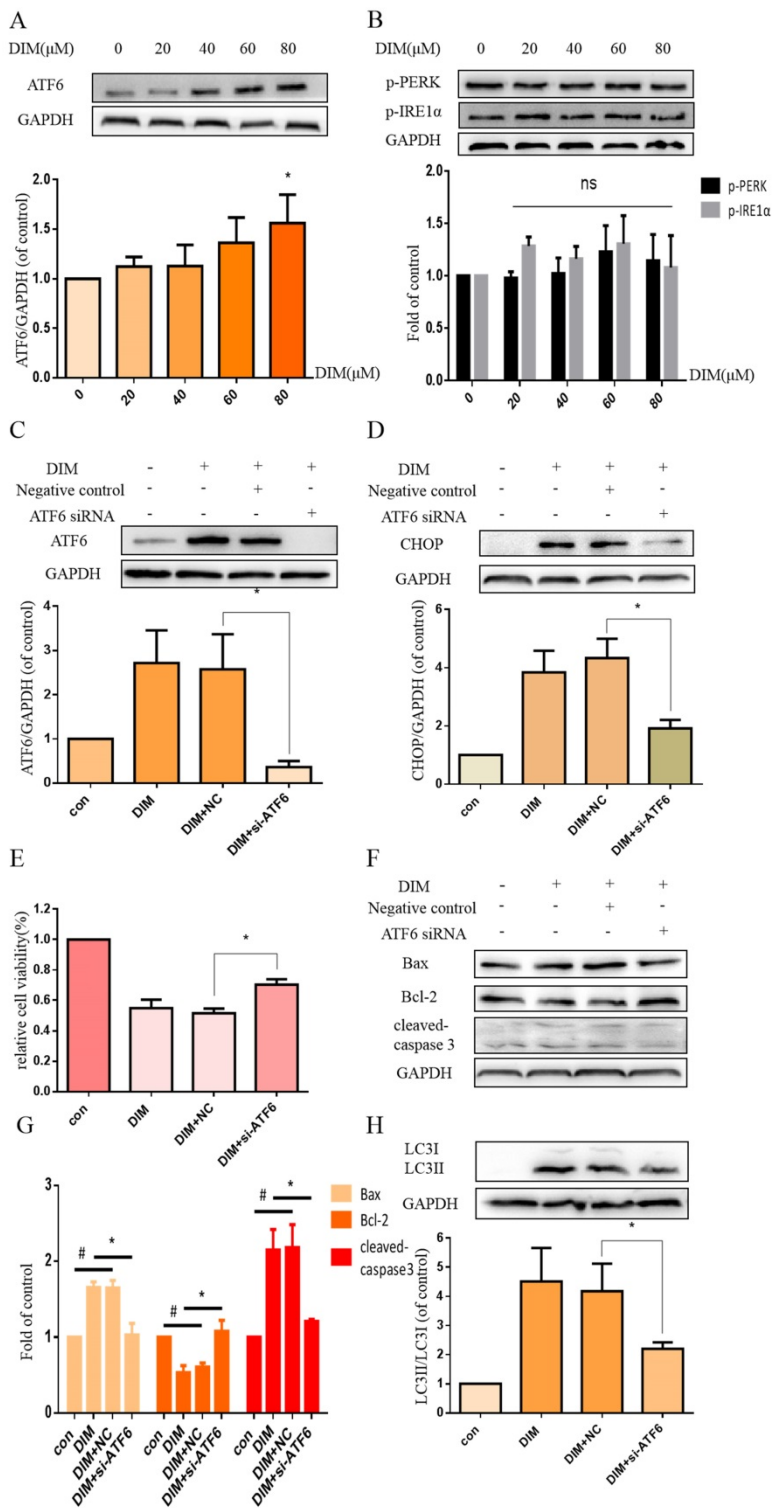 A
DIM(μM) 0 20 40 60 80
ATF6
GAPDH
ATF6/GAPDH (of control)
2.0
1.5
1.0
0.5
0.0
*
0 20 40 60 80
DIM(μM)
B
DIM(μM) 0 20 40 60 80
p-PERK
p-IRE1α
GAPDH
Fold of control
2.0
1.5
1.0
0.5
0.0
ns
p-PERK
p-IRE1α
0 20 40 60 80
DIM(μM)
C
DIM - + + +
Negative control - - + -
ATF6 siRNA - - - +
ATF6
GAPDH
ATF6/GAPDH (of control)
4
3
2
1
0
*
con DIM DIM+NC DIM+si-ATF6
D
DIM - + + +
Negative control - - + -
ATF6 siRNA - - - +
CHOP
GAPDH
CHOP/GAPDH (of control)
6
4
2
0
*
con DIM DIM+NC DIM+si-ATF6
E
relative cell viability(%)
1.2
1.0
0.8
0.6
0.4
0.2
0.0
*
con DIM DIM+NC DIM+si-ATF6
F
DIM - + + +
Negative control - - + -
ATF6 siRNA - - - +
Bax
Bcl-2
cleaved-
caspase 3
GAPDH
G
Fold of control
3
2
1
0
# * # * # *
Bax
Bcl-2
cleaved-
caspase3
con DIM DIM+NC DIM+si-ATF6 con DIM DIM+NC DIM+si-ATF6 con DIM DIM+NC DIM+si-ATF6
H
LC3I
LC3II
GAPDH
LC3II/LC3I (of control)
6
5
4
3
2
1
0
*
con DIM DIM+NC DIM+si-ATF6